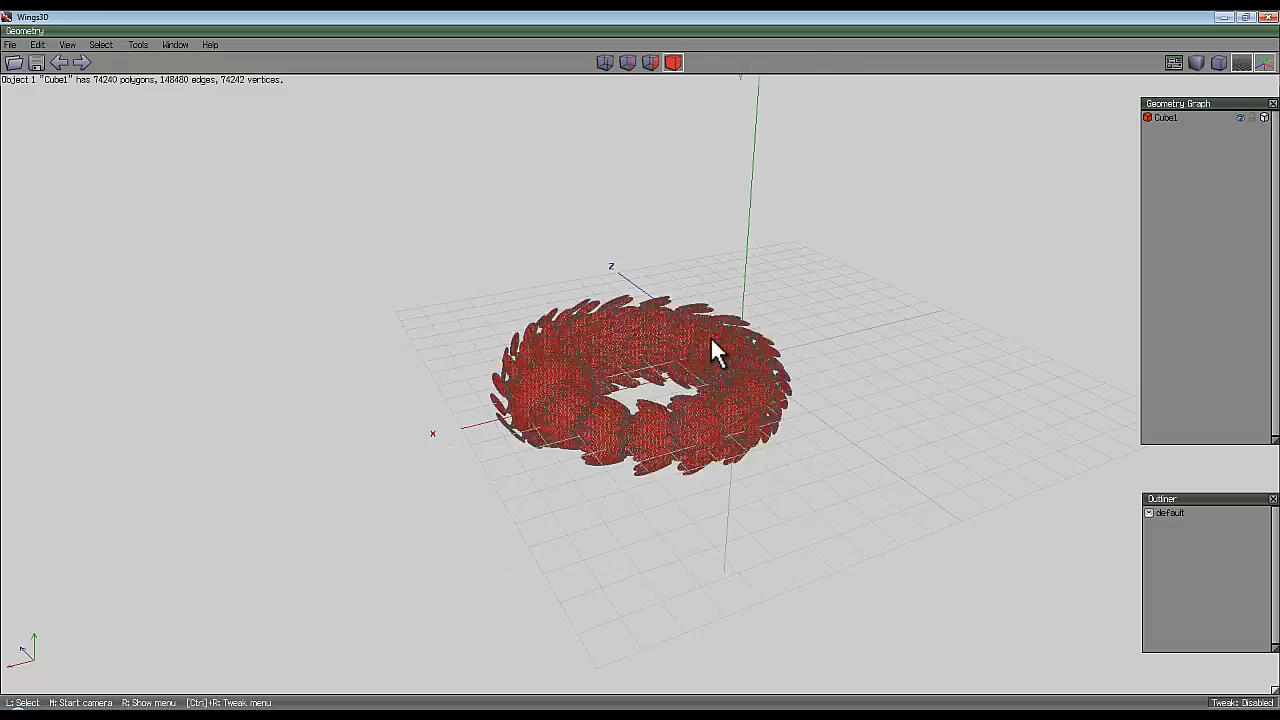 Wings3D
Geometry
File Edit View Select Tools Window Help
Object 1 "Cube1" has 74240 polygons, 148480 edges, 74242 vertices.
Y
Geometry Graph
Cube1
Z
X
Outliner
default
L: Select M: Start camera R: Show menu [Ctrl]+R: Tweak menu
Tweak: Disabled